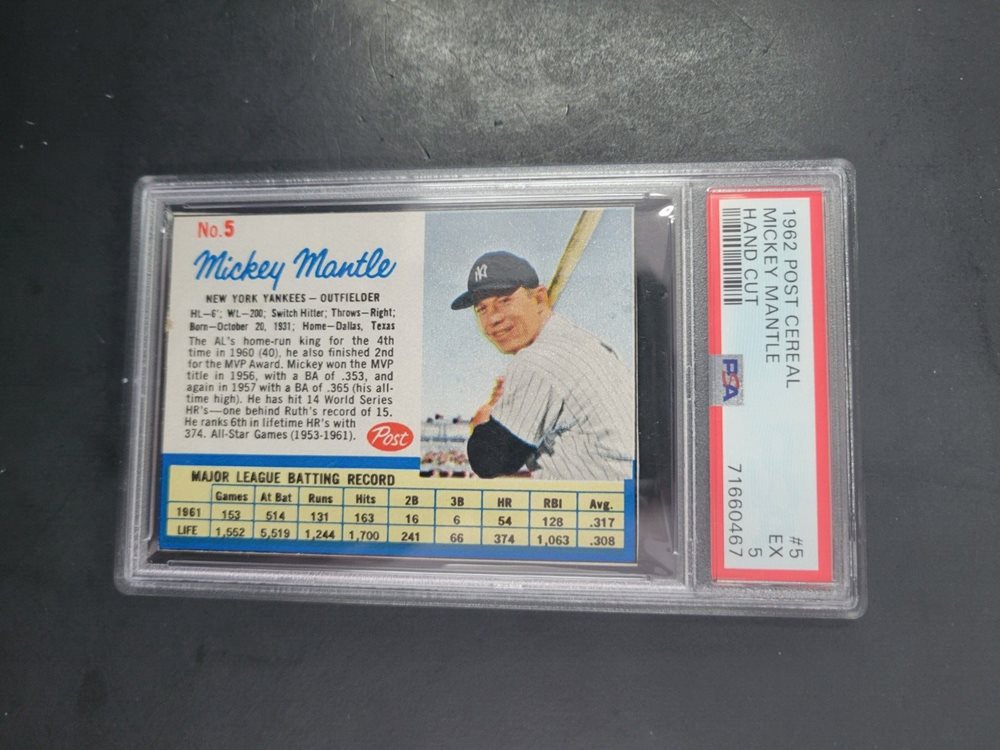 No.5
Mickey Mantle
NEW YORK YANKEES — OUTFIELDER
Ht.—6'; Wt.—200; Switch Hitter; Throws—Right;
Born—October 20, 1931; Home—Dallas, Texas
The AL's home-run king for the 4th
time in 1960 (40), he also finished 2nd
for the MVP Award. Mickey won the MVP
title in 1956, with a BA of .353, and
again in 1957 with a BA of .365 (his all-
time high). He has hit 14 World Series
HR's—one behind Ruth's record of 15.
He ranks 6th in lifetime HR's with
374. All-Star Games (1953-1961).
Post
MAJOR LEAGUE BATTING RECORD
Games At Bat Runs Hits 2B 3B HR RBI Avg.
1961 153 514 131 163 16 6 54 128 .317
LIFE 1,552 5,519 1,244 1,700 241 66 374 1,063 .308
NY
1962 POST CEREAL #5
MICKEY MANTLE EX
HAND CUT 5
PSA 71660467